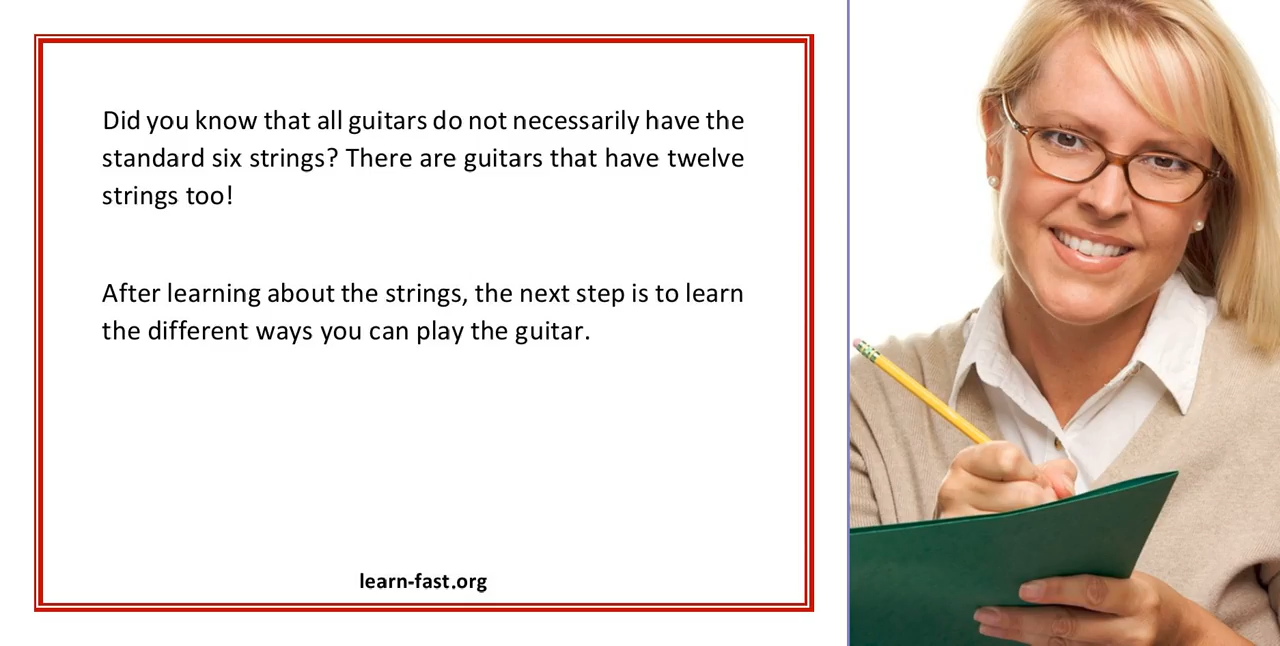 Did you know that all guitars do not necessarily have the
standard six strings? There are guitars that have twelve
strings too!
After learning about the strings, the next step is to learn
the different ways you can play the guitar.
learn-fast.org